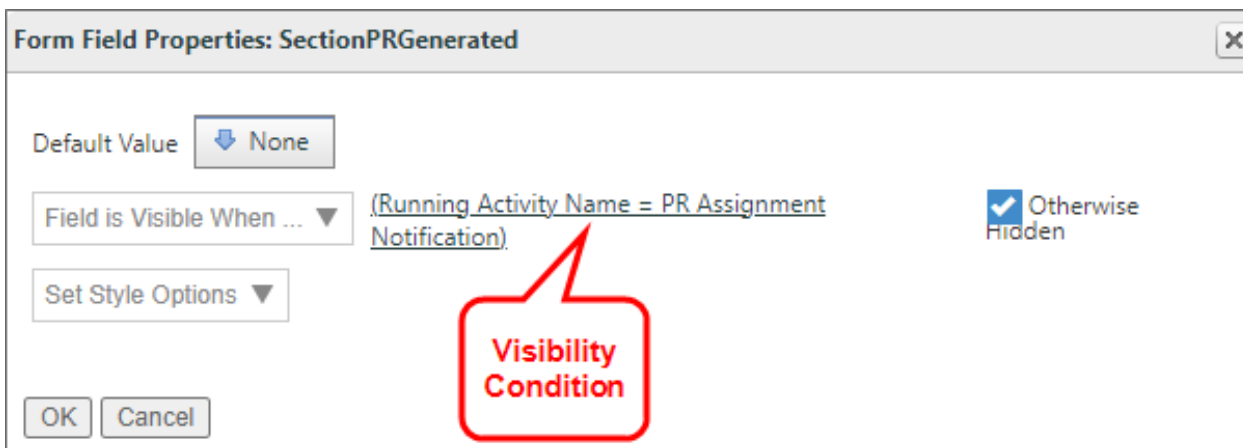 Form Field Properties: SectionPRGenerated
Default Value None
Field is Visible When ... (Running Activity Name = PR Assignment Otherwise
Notification) Hidden
Set Style Options
Visibility
Condition
OK Cancel